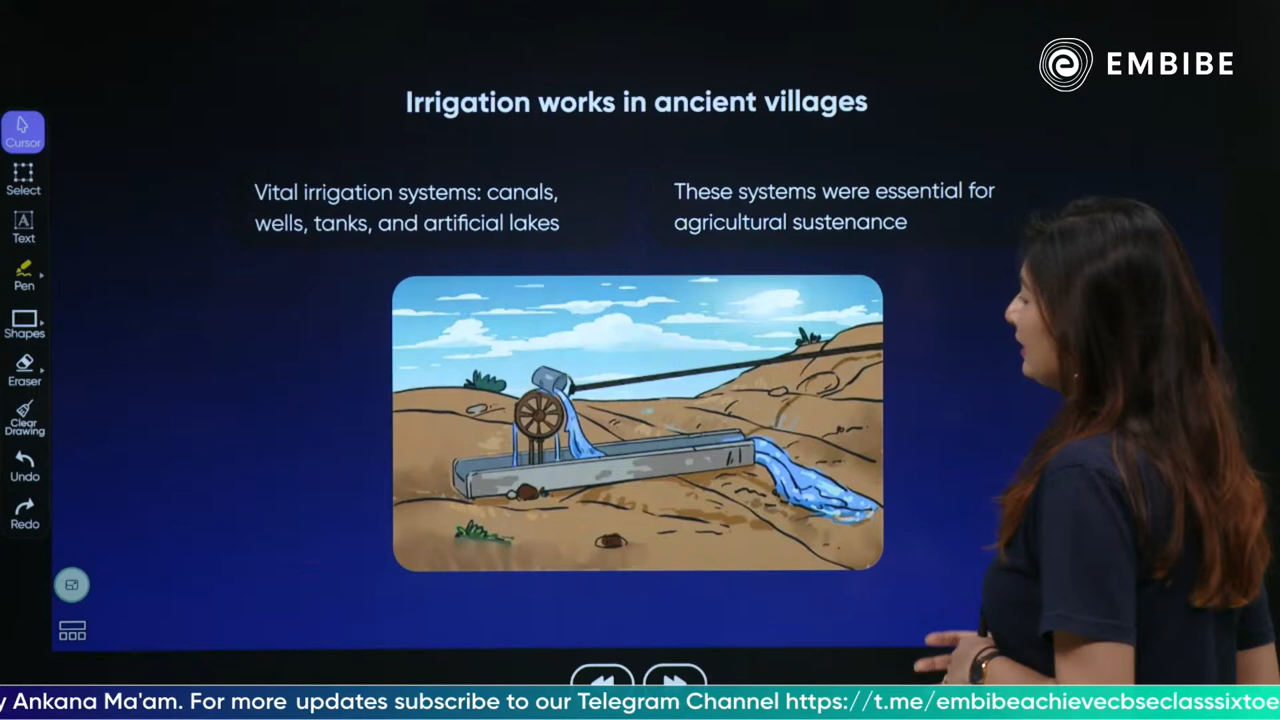 EMBIBE
Irrigation works in ancient villages
Vital irrigation systems: canals,
wells, tanks, and artificial lakes
These systems were essential for
agricultural sustenance
Cursor
Select
Text
Pen
Shapes
Eraser
Clear
Drawing
Undo
Redo
y Ankana Ma'am. For more updates subscribe to our Telegram Channel https://t.me/embibeachievecbseclasssixtoe